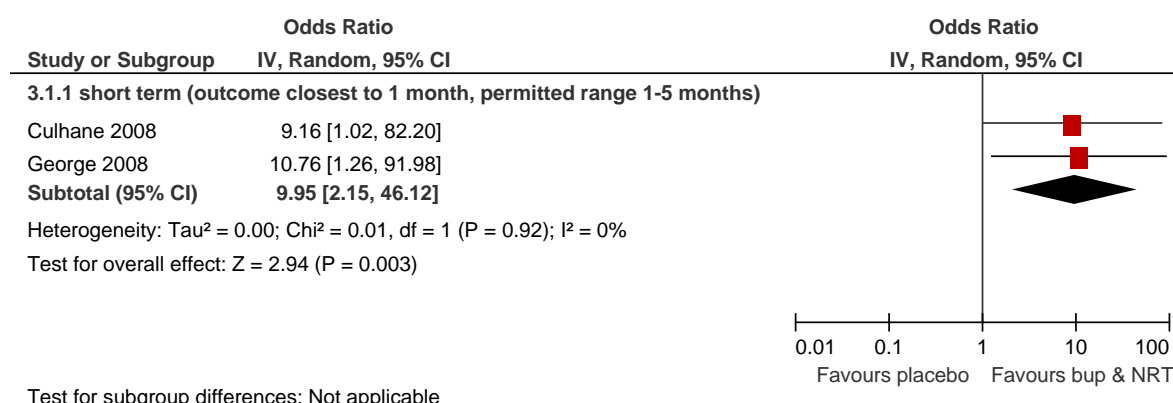 Odds Ratio Odds Ratio
Study or Subgroup IV, Random, 95% CI IV, Random, 95% CI
3.1.1 short term (outcome closest to 1 month, permitted range 1-5 months)
Culhane 2008 9.16 [1.02, 82.20]
George 2008 10.76 [1.26, 91.98]
Subtotal (95% CI) 9.95 [2.15, 46.12]
Heterogeneity: Tau² = 0.00; Chi² = 0.01, df = 1 (P = 0.92); I² = 0%
Test for overall effect: Z = 2.94 (P = 0.003)
0.01 0.1 1 10 100
Favours placebo Favours bup & NRT
Test for subgroup differences: Not applicable